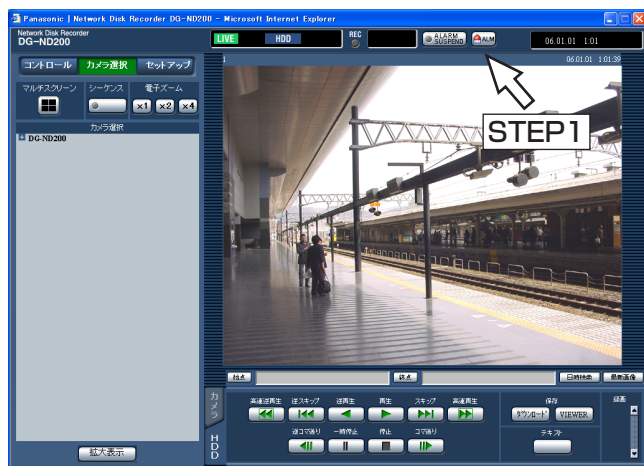 Panasonic | Network Disk Recorder DG-ND200 - Microsoft Internet Explorer
Network Disk Recorder
DG-ND200
LIVE HDD REC ALARM SUSPEND ALM 06.01.01 1:01
コントロール カメラ選択 セットアップ
1 06.01.01 1:01:39
マルチスクリーン シーケンス 電子ズーム
x1 x2 x4
カメラ選択
DG-ND200
STEP1
始点 終点 日時検索 最新画像
カメラ
HDD
高速逆再生 逆スキップ 逆再生 再生 スキップ 高速再生 保存 録画
ダウンロード VIEWER
逆コマ送り 一時停止 停止 コマ送り テキスト
拡大表示